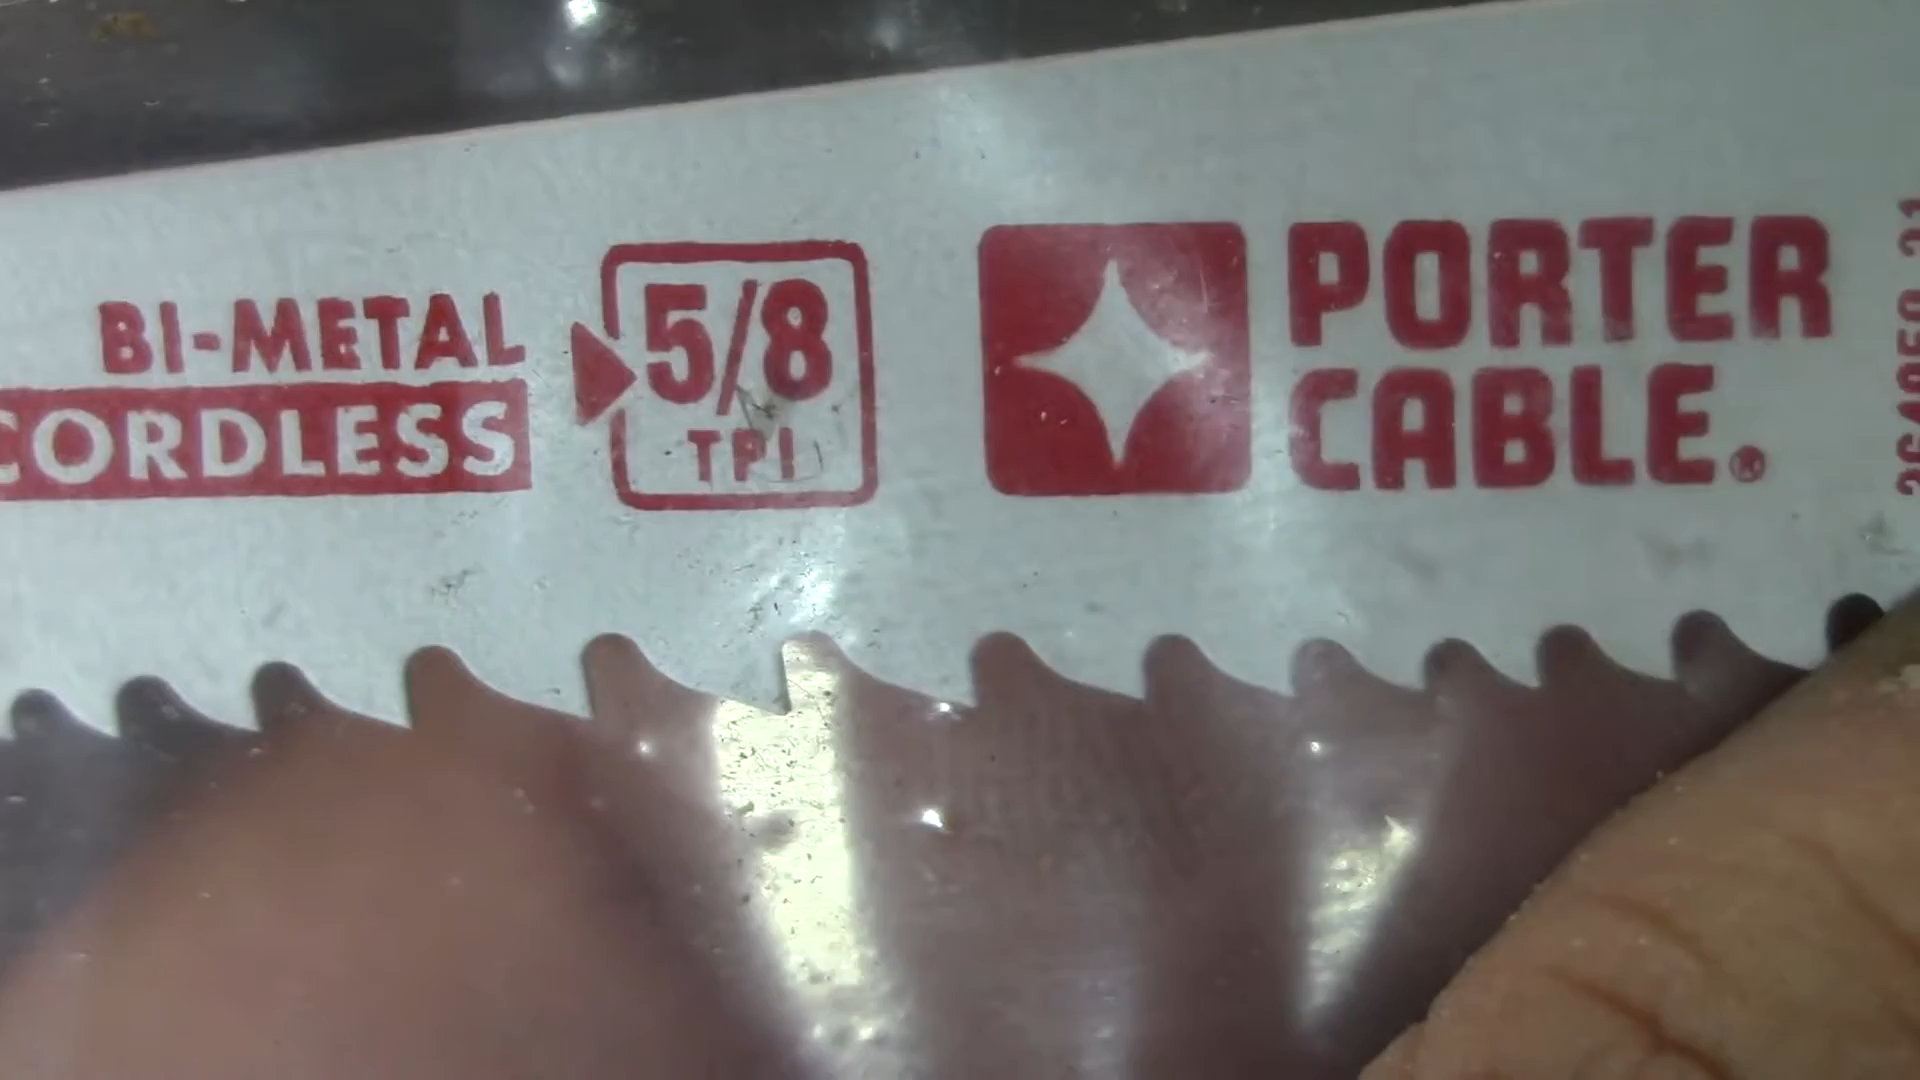 BI-METAL
CORDLESS
5/8
TPI
PORTER
CABLE®